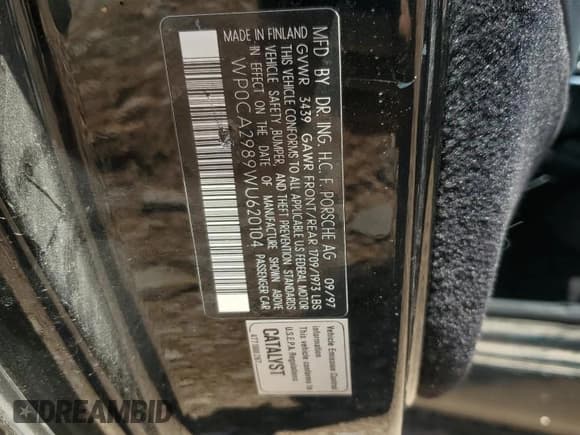 MFD BY DR. ING. H.C. F. PORSCHE AG 09/97
MADE IN FINLAND GVWR 3439 GAWR FRONT/REAR 1709/1973 LBS
THIS VEHICLE CONFORMS TO ALL APPLICABLE US FEDERAL MOTOR
VEHICLE SAFETY, BUMPER, AND THEFT PREVENTION STANDARDS
IN EFFECT ON THE DATE OF MANUFACTURE SHOWN ABOVE
WP0CA2989WU620104 PASSENGER CAR
Vehicle Emission Control
Information
This vehicle conforms to
U.S.E.P.A. Regulations
CATALYST
DREAMBID